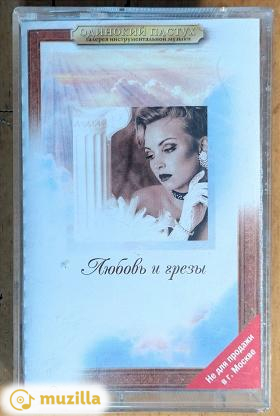 ОДИНОКИЙ ПАСТУХ
Галерея инструментальной музыки
Любовь и грезы
Не для продажи
в г. Москве
muzilla